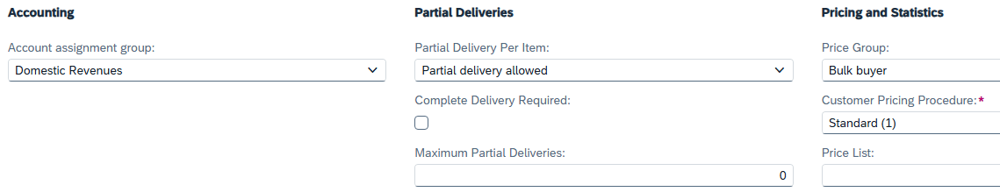 Accounting
Account assignment group:
Domestic Revenues
Partial Deliveries
Partial Delivery Per Item:
Partial delivery allowed
Complete Delivery Required:
Maximum Partial Deliveries:
0
Pricing and Statistics
Price Group:
Bulk buyer
Customer Pricing Procedure:*
Standard (1)
Price List: